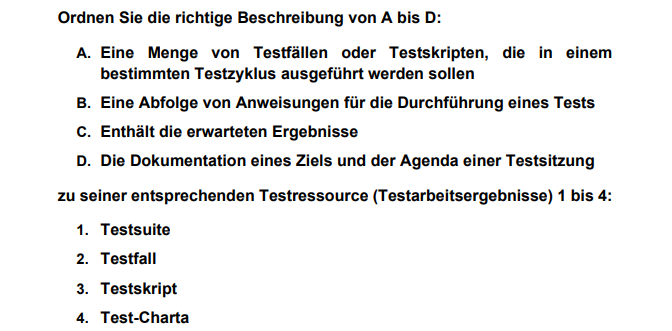 Ordnen Sie die richtige Beschreibung von A bis D:
A. Eine Menge von Testfällen oder Testskripten, die in einem
bestimmten Testzyklus ausgeführt werden sollen
B. Eine Abfolge von Anweisungen für die Durchführung eines Tests
C. Enthält die erwarteten Ergebnisse
D. Die Dokumentation eines Ziels und der Agenda einer Testsitzung
zu seiner entsprechenden Testressource (Testarbeitsergebnisse) 1 bis 4:
1. Testsuite
2. Testfall
3. Testskript
4. Test-Charta